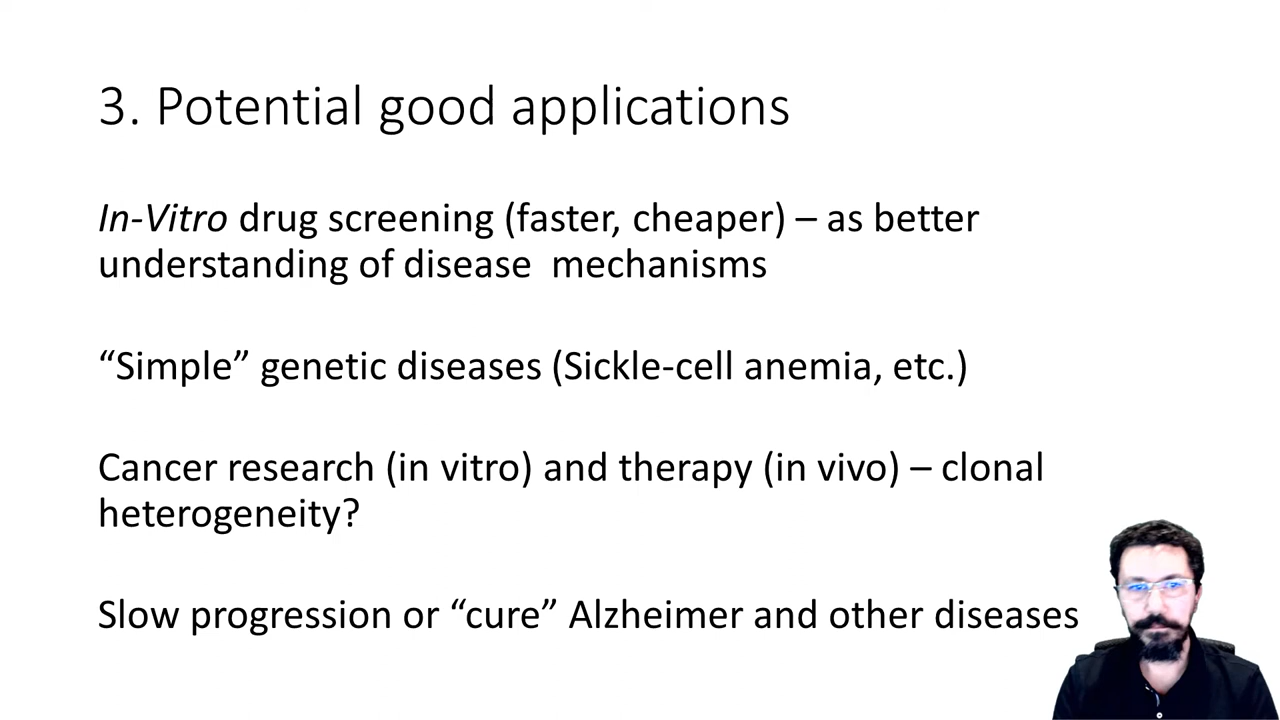 3. Potential good applications
In-Vitro drug screening (faster, cheaper) – as better
understanding of disease  mechanisms
“Simple” genetic diseases (Sickle-cell anemia, etc.)
Cancer research (in vitro) and therapy (in vivo) – clonal
heterogeneity?
Slow progression or “cure” Alzheimer and other diseases